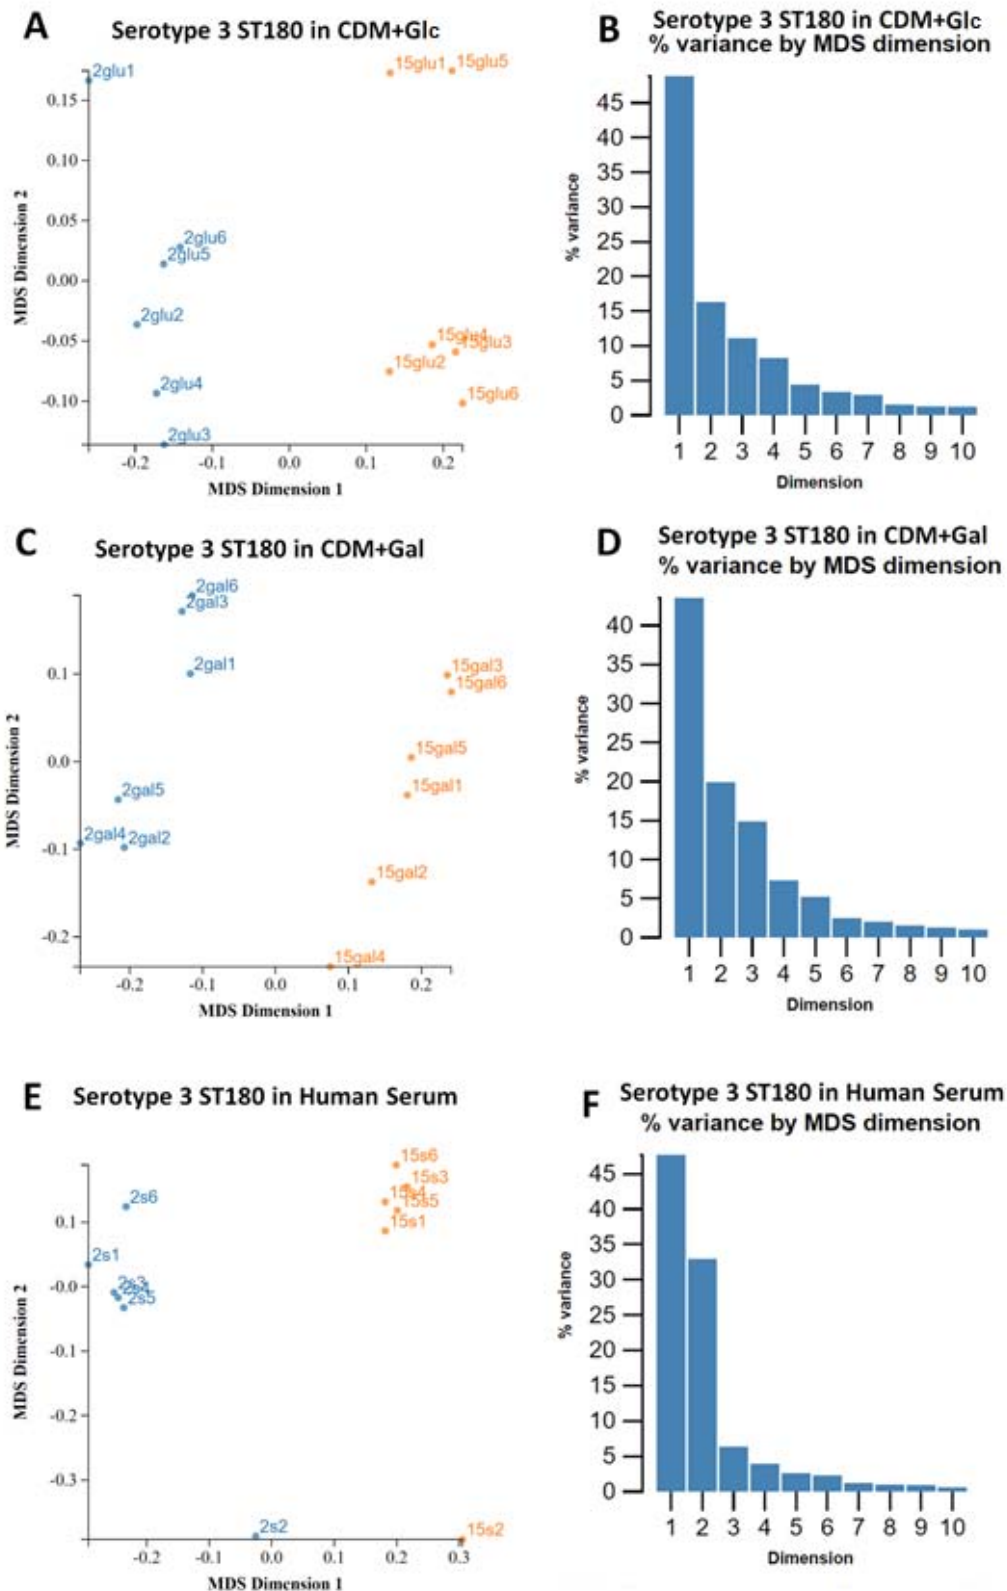 A
Serotype 3 ST180 in CDM+Glc
MDS Dimension 2
0.15
0.10
0.05
0.00
-0.05
-0.10
2glu1
15glu1
15glu5
2glu6
2glu5
2glu2
15glu4
15glu3
15glu2
2glu4
15glu6
2glu3
-0.2
-0.1
0.0
0.1
0.2
MDS Dimension 1
B
Serotype 3 ST180 in CDM+Glc
% variance by MDS dimension
% variance
45
40
35
30
25
20
15
10
5
0
1 2 3 4 5 6 7 8 9 10
Dimension
C
Serotype 3 ST180 in CDM+Gal
MDS Dimension 2
0.1
0.0
-0.1
-0.2
2gal6
2gal3
2gal1
15gal3
15gal6
15gal5
2gal5
15gal1
2gal4
2gal2
15gal2
15gal4
-0.2
-0.1
0.0
0.1
0.2
MDS Dimension 1
D
Serotype 3 ST180 in CDM+Gal
% variance by MDS dimension
% variance
40
35
30
25
20
15
10
5
0
1 2 3 4 5 6 7 8 9 10
Dimension
E
Serotype 3 ST180 in Human Serum
MDS Dimension 2
0.1
-0.0
-0.1
-0.2
-0.3
15s6
15s3
15s4
15s5
15s1
2s6
2s1
2s3
2s4
2s5
2s2
15s2
-0.2
-0.1
0.0
0.1
0.2
0.3
MDS Dimension 1
F
Serotype 3 ST180 in Human Serum
% variance by MDS dimension
% variance
45
40
35
30
25
20
15
10
5
0
1 2 3 4 5 6 7 8 9 10
Dimension